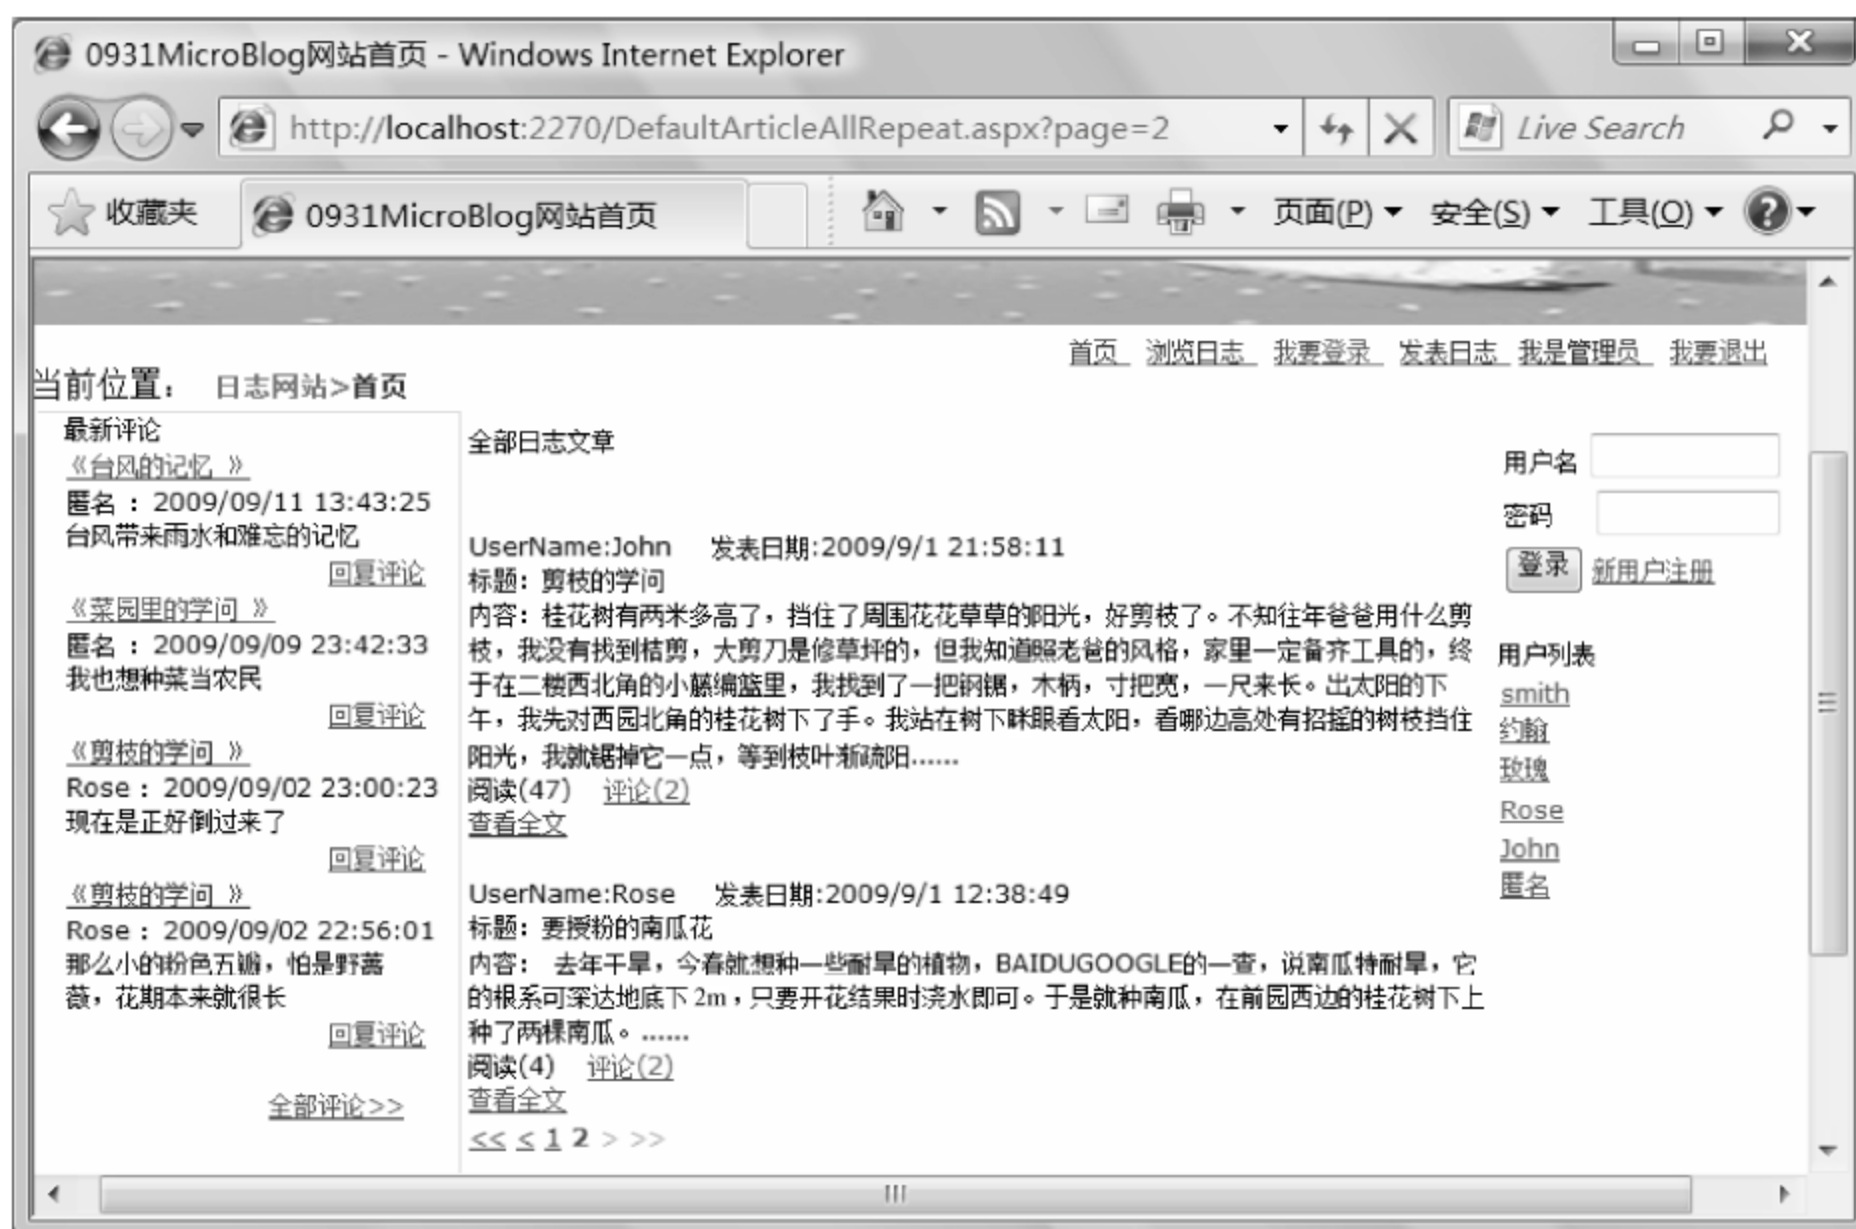 0931MicroBlog网站首页 - Windows Internet Explorer
http://localhost:2270/DefaultArticleAllRepeat.aspx?page=2
Live Search
收藏夹
0931MicroBlog网站首页
页面(P)
安全(S)
工具(O)
首页 浏览日志 我要登录 发表日志 我是管理员 我要退出
当前位置： 日志网站>首页
最新评论
《台风的记忆 》
匿名 : 2009/09/11 13:43:25
台风带来雨水和难忘的记忆
回复评论
《菜园里的学问 》
匿名 : 2009/09/09 23:42:33
我也想种菜当农民
回复评论
《剪枝的学问 》
Rose : 2009/09/02 23:00:23
现在是正好倒过来了
回复评论
《剪枝的学问 》
Rose : 2009/09/02 22:56:01
那么小的粉色五瓣，怕是野蔷
薇，花期本来就很长
回复评论
全部评论>>
全部日志文章
UserName:John 发表日期:2009/9/1 21:58:11
标题：剪枝的学问
内容：桂花树有两米多高了，挡住了周围花花草草的阳光，好剪枝了。不知往年爸爸用什么剪
枝，我没有找到桔剪，大剪刀是修草坪的，但我知道照老爸的风格，家里一定备齐工具的，终
于在二楼西北角的小藤编篮里，我找到了一把钢锯，木柄，寸把宽，一尺来长。出太阳的下
午，我先对西园北角的桂花树下了手。我站在树下眯眼看太阳，看哪边高处有招摇的树枝挡住
阳光，我就锯掉它一点，等到枝叶渐疏阳……
阅读(47) 评论(2)
查看全文
UserName:Rose 发表日期:2009/9/1 12:38:49
标题：要授粉的南瓜花
内容： 去年干旱，今春就想种一些耐旱的植物，BAIDUGOOGLE的一查，说南瓜特耐旱，它
的根系可深达地底下 2m，只要开花结果时浇水即可。于是就种南瓜，在前园西边的桂花树下上
种了两棵南瓜。……
阅读(4) 评论(2)
查看全文
<< < 1 2 > >>
用户名
密码
登录 新用户注册
用户列表
smith
约翰
玫瑰
Rose
John
匿名